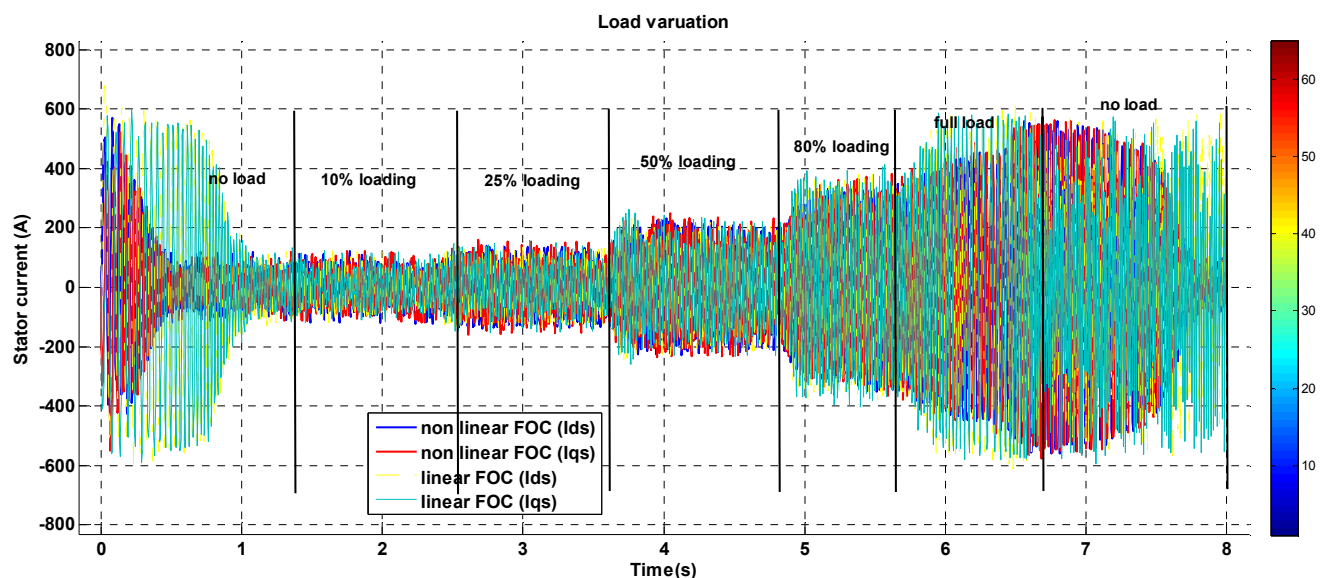 Load varuation
800
600
400
200
0
-200
-400
-600
-800
Stator current (A)
no load
10% loading
25% loading
50% loading
80% loading
full load
no load
non linear FOC (Ids)
non linear FOC (Iqs)
linear FOC (Ids)
linear FOC (Iqs)
0 1 2 3 4 5 6 7 8
Time(s)
60
50
40
30
20
10